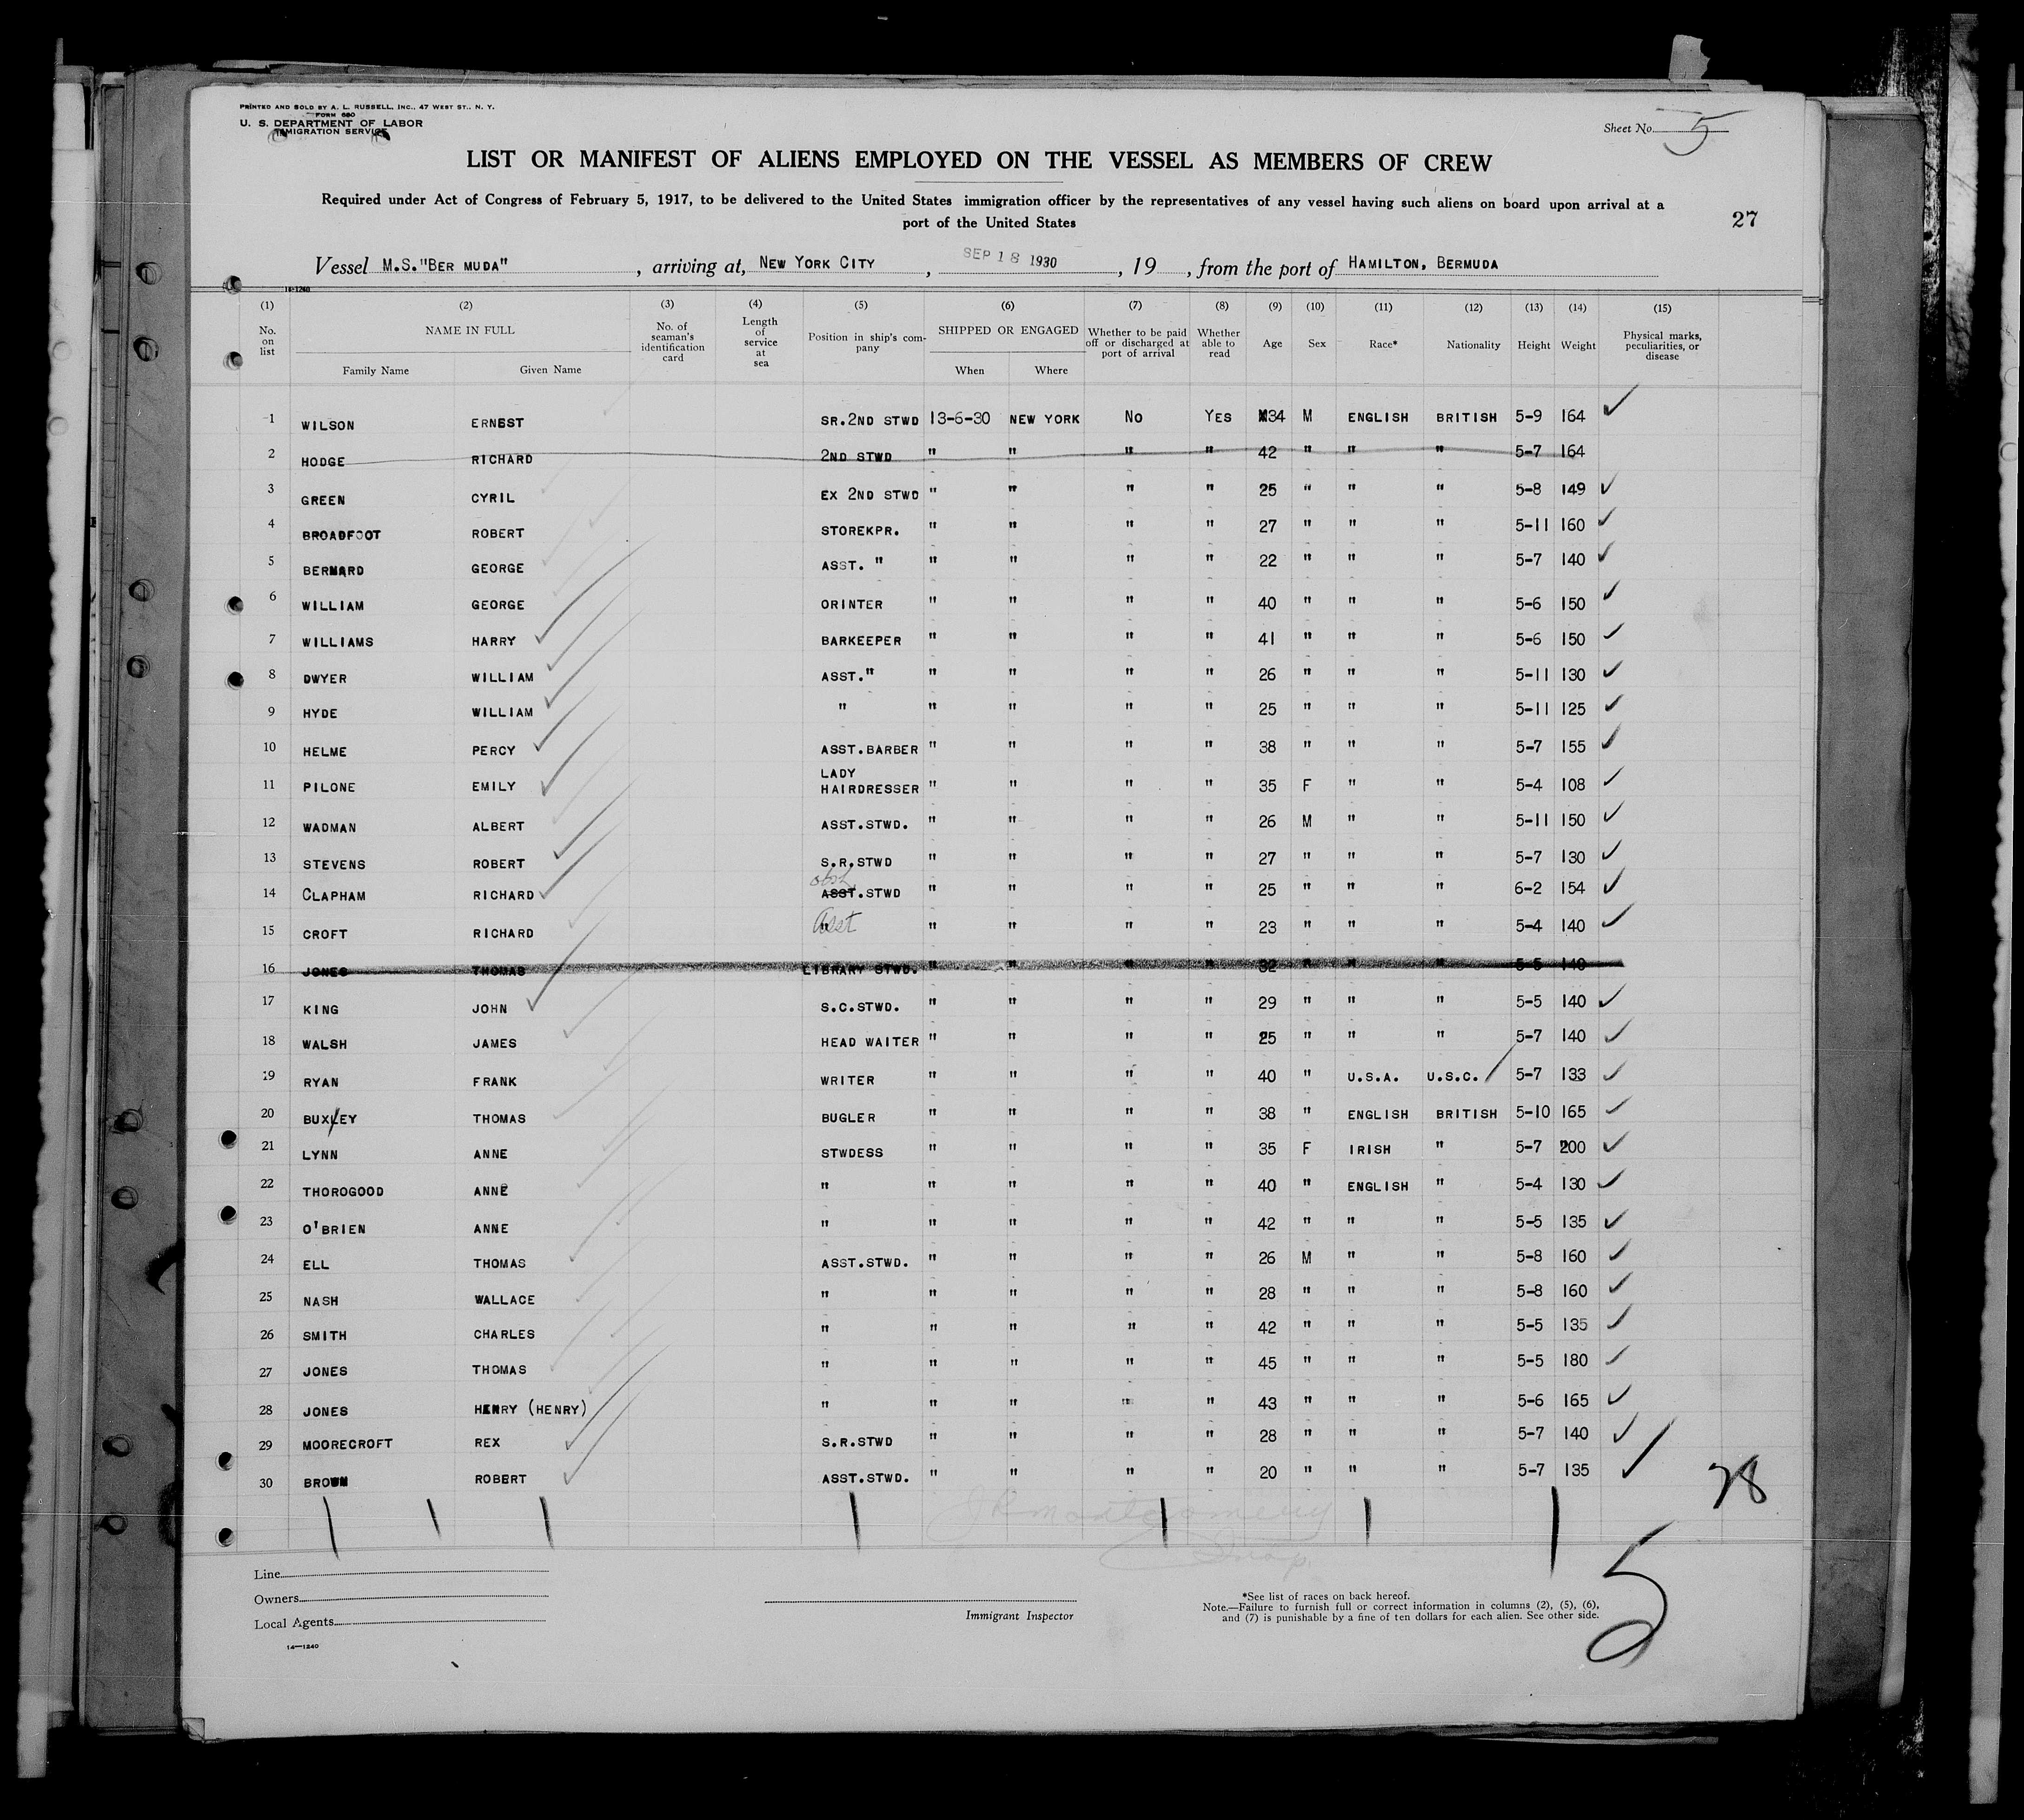 PRINTED AND SOLD BY A. L. RUSSELL, INC., 47 WEST ST., N. Y.
FORM 680
U. S. DEPARTMENT OF LABOR
IMMIGRATION SERVICE
Sheet No. 5
LIST OR MANIFEST OF ALIENS EMPLOYED ON THE VESSEL AS MEMBERS OF CREW
Required under Act of Congress of February 5, 1917, to be delivered to the United States immigration officer by the representatives of any vessel having such aliens on board upon arrival at a
port of the United States
27
Vessel M.S."BER MUDA" , arriving at, NEW YORK CITY , SEP 18 1930 , 19 , from the port of HAMILTON, BERMUDA
14-1240
(1) (2) (3) (4) (5) (6) (7) (8) (9) (10) (11) (12) (13) (14) (15)
No. on list NAME IN FULL Family Name Given Name No. of seaman's identification card Length of service at sea Position in ship's company SHIPPED OR ENGAGED When Where Whether to be paid off or discharged at port of arrival Whether able to read Age Sex Race* Nationality Height Weight Physical marks, peculiarities, or disease
1 WILSON ERNEST SR.2ND STWD 13-6-30 NEW YORK NO YES 34 M ENGLISH BRITISH 5-9 164
2 HODGE RICHARD 2ND STWD " " " " 42 " " " 5-7 164
3 GREEN CYRIL EX 2ND STWD " " " " 25 " " " 5-8 149
4 BROADFOOT ROBERT STOREKPR. " " " " 27 " " " 5-11 160
5 BERNARD GEORGE ASST. " " " " " 22 " " " 5-7 140
6 WILLIAM GEORGE ORINTER " " " " 40 " " " 5-6 150
7 WILLIAMS HARRY BARKEEPER " " " " 41 " " " 5-6 150
8 DWYER WILLIAM ASST." " " " " 26 " " " 5-11 130
9 HYDE WILLIAM " " " " " 25 " " " 5-11 125
10 HELME PERCY ASST.BARBER " " " " 38 " " " 5-7 155
11 PILONE EMILY LADY HAIRDRESSER " " " " 35 F " " 5-4 108
12 WADMAN ALBERT ASST.STWD. " " " " 26 M " " 5-11 150
13 STEVENS ROBERT S.R.STWD " " " " 27 " " " 5-7 130
14 CLAPHAM RICHARD ASST.STWD " " " " 25 " " " 6-2 154
15 CROFT RICHARD " Asst " " " " 23 " " " 5-4 140
16 JONES THOMAS LIBRARY STWD. " " " " 32 " " " 5-5 140
17 KING JOHN S.C.STWD. " " " " 29 " " " 5-5 140
18 WALSH JAMES HEAD WAITER " " " " 25 " " " 5-7 140
19 RYAN FRANK WRITER " " " " 40 " U.S.A. U.S.C. 5-7 133
20 BUXLEY THOMAS BUGLER " " " " 38 " ENGLISH BRITISH 5-10 165
21 LYNN ANNE STWDESS " " " " 35 F IRISH " 5-7 200
22 THOROGOOD ANNE " " " " " 40 " ENGLISH " 5-4 130
23 O'BRIEN ANNE " " " " " 42 " " " 5-5 135
24 ELL THOMAS ASST.STWD. " " " " 26 M " " 5-8 160
25 NASH WALLACE " " " " " 28 " " " 5-8 160
26 SMITH CHARLES " " " " " 42 " " " 5-5 135
27 JONES THOMAS " " " " " 45 " " " 5-5 180
28 JONES HENRY (HENRY) " " " " " 43 " " " 5-6 165
29 MOORECROFT REX S.R.STWD " " " " 28 " " " 5-7 140
30 BROWN ROBERT ASST.STWD. " " " " 20 " " " 5-7 135
28
J R Montgomery
Insp.
5
Line
Owners
Local Agents
Immigrant Inspector
*See list of races on back hereof.
Note.—Failure to furnish full or correct information in columns (2), (5), (6),
and (7) is punishable by a fine of ten dollars for each alien. See other side.
14—1240